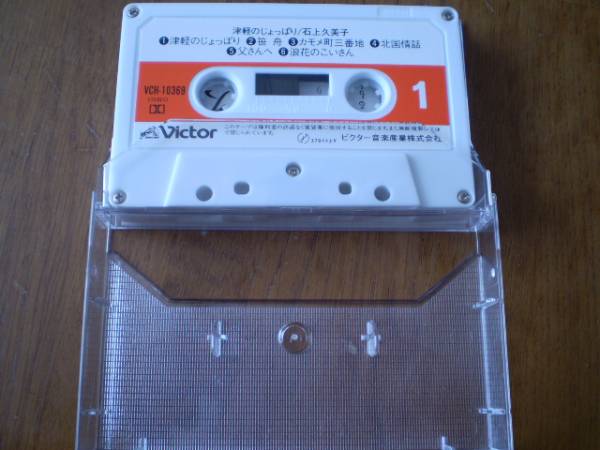 津軽のじょっぱり/石上久美子
❶津軽のじょっぱり ❷笹舟 ❸カモメ町三番地 ❹北国情話
❺父さんへ ❻浪花のこいさん
VCH-10369
STEREO
1
Victor
ビクター音楽産業株式会社